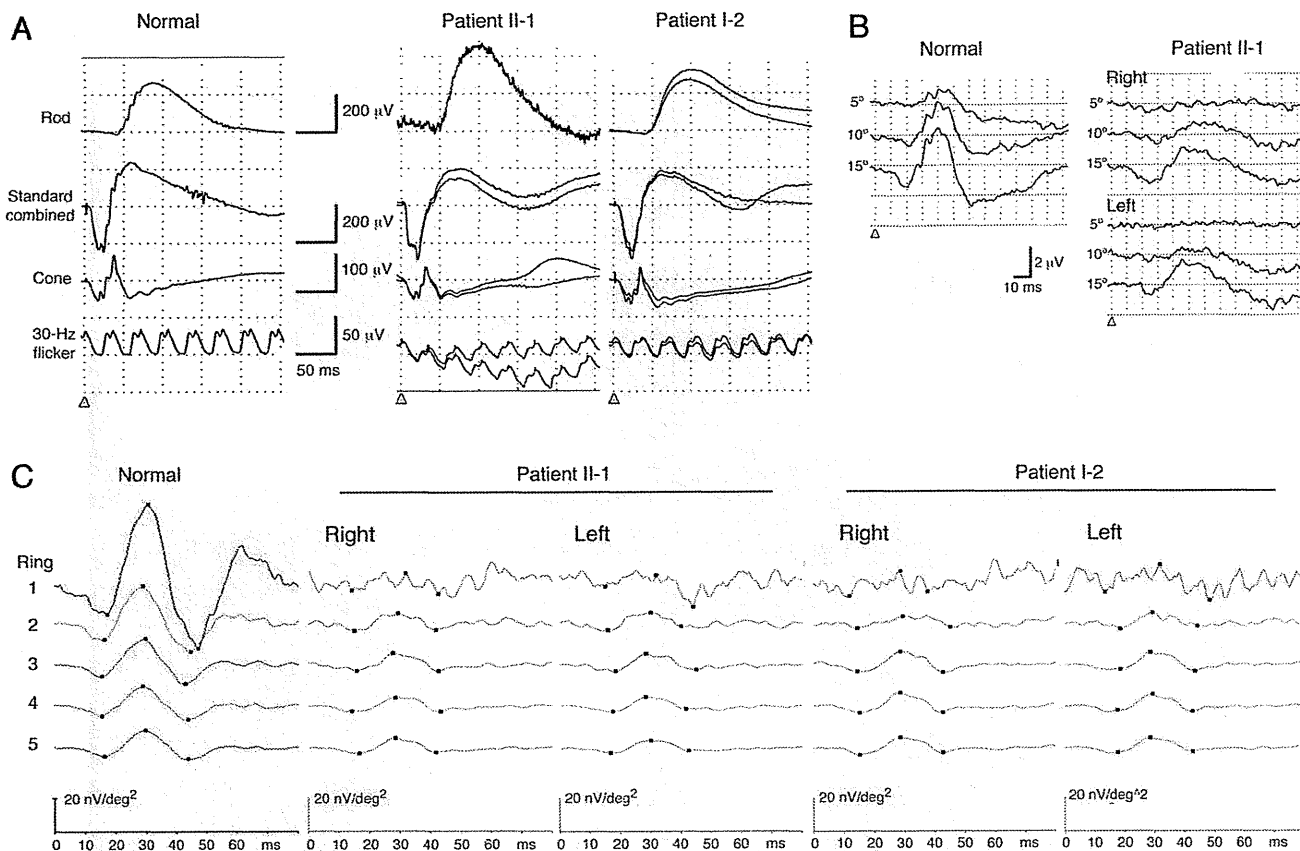 A
Normal
Patient II-1
Patient I-2
Rod
200 µV
Standard
combined
200 µV
Cone
100 µV
30-Hz
flicker
50 µV
50 ms
B
Normal
Patient II-1
Right
5°
10°
15°
5°
10°
15°
Left
5°
10°
15°
2 µV
10 ms
C
Normal
Patient II-1
Patient I-2
Right
Left
Right
Left
Ring
1
2
3
4
5
20 nV/deg²
20 nV/deg²
20 nV/deg²
20 nV/deg²
20 nV/deg^2
0 10 20 30 40 50 60 ms
0 10 20 30 40 50 60 ms
0 10 20 30 40 50 60 ms
0 10 20 30 40 50 60 ms
0 10 20 30 40 50 60 ms